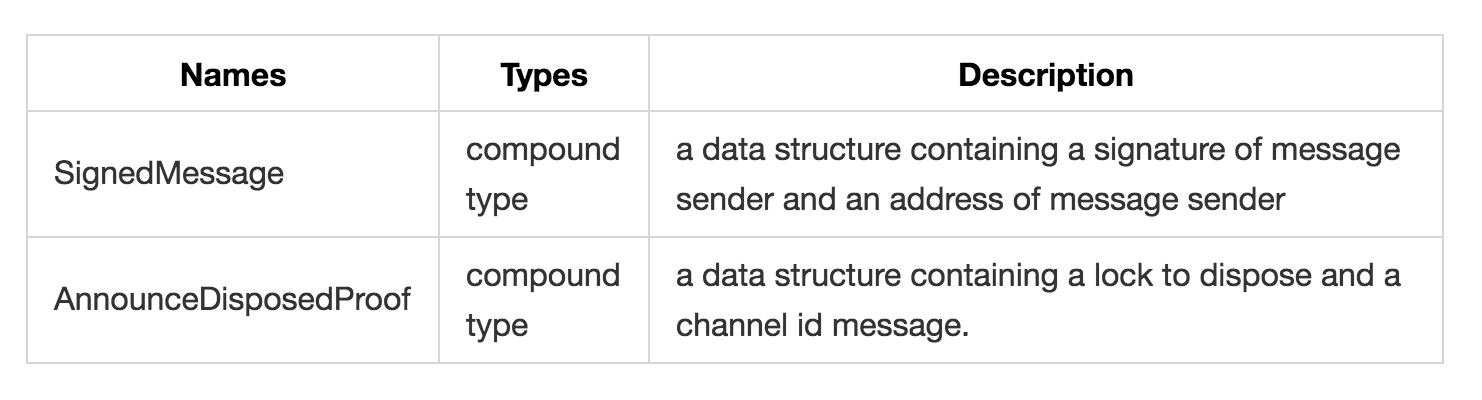 Names Types Description
SignedMessage
compound
type
a data structure containing a signature of message
sender and an address of message sender
AnnounceDisposedProof
compound
type
a data structure containing a lock to dispose and a
channel id message.